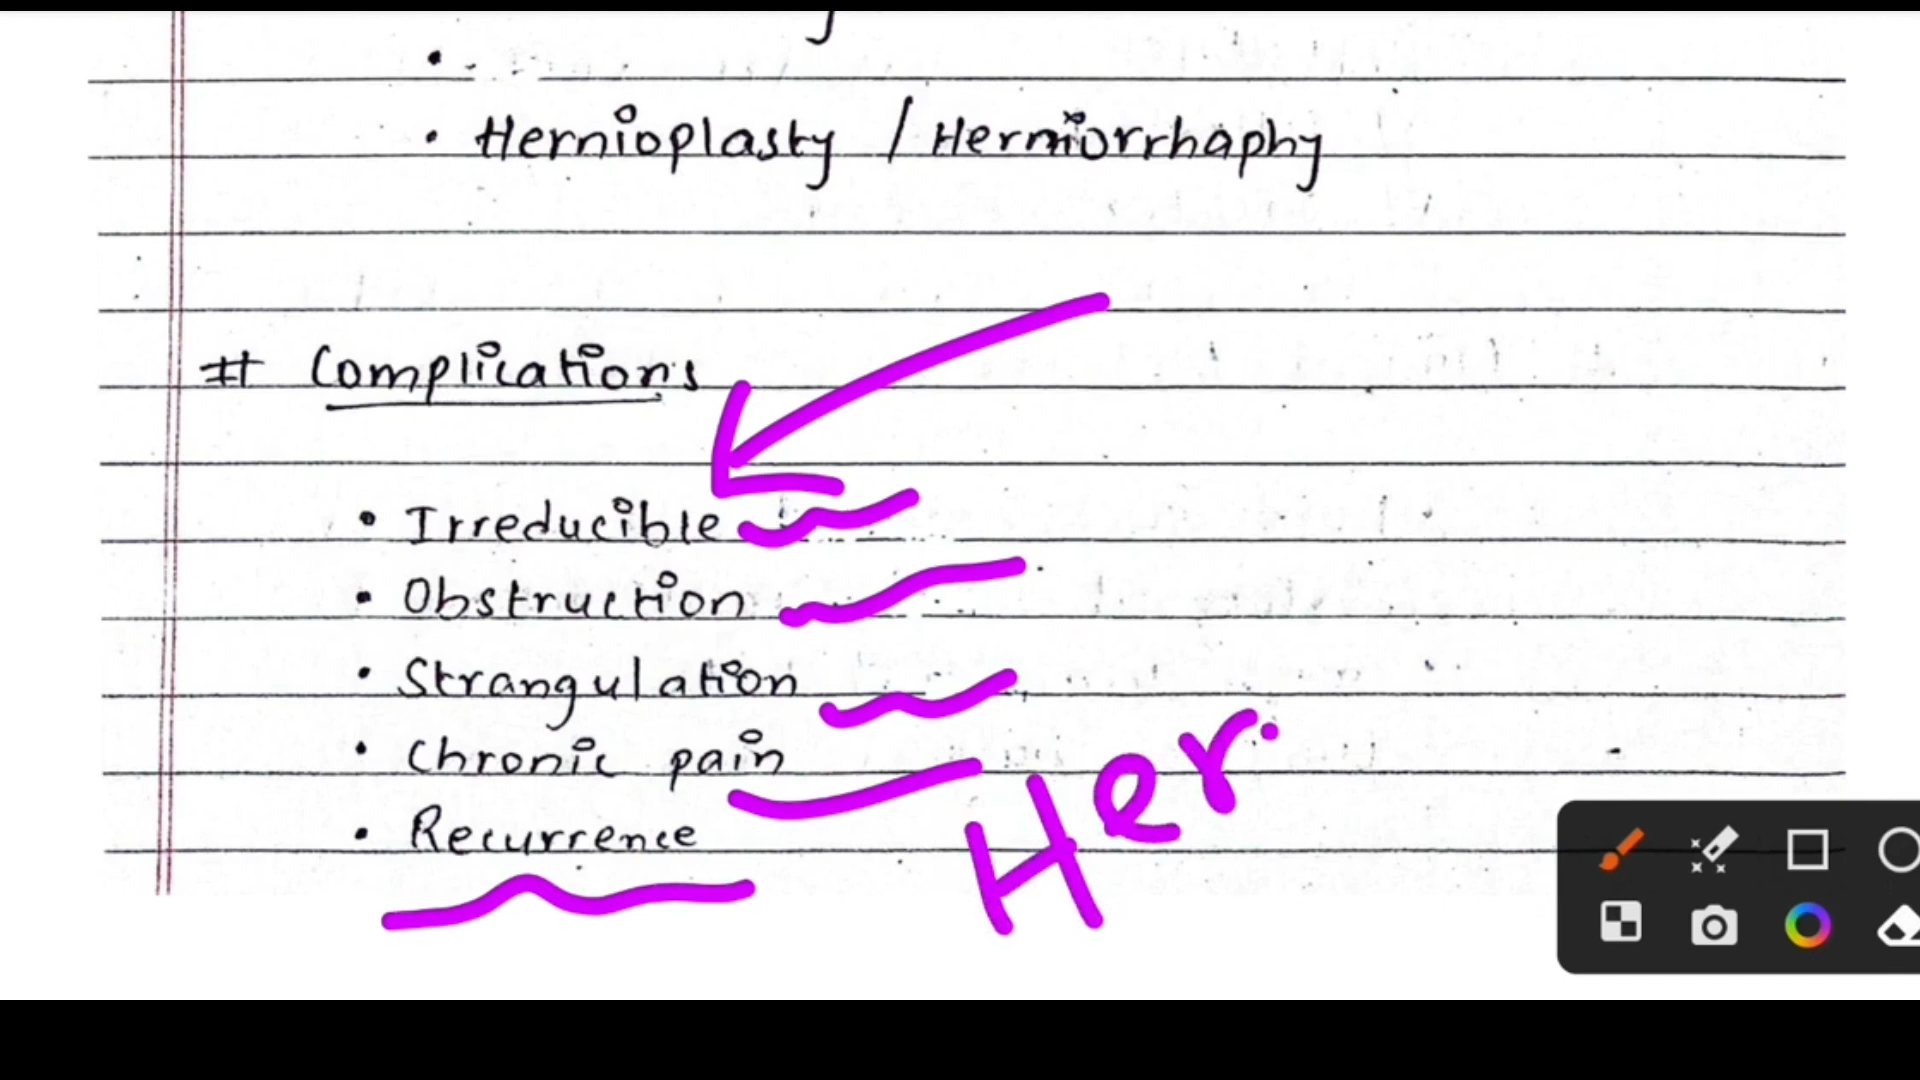 • Hernioplasty / Herniorrhaphy
# Complications
• Irreducible
• Obstruction
• Strangulation
• Chronic pain
• Recurrence
Her.